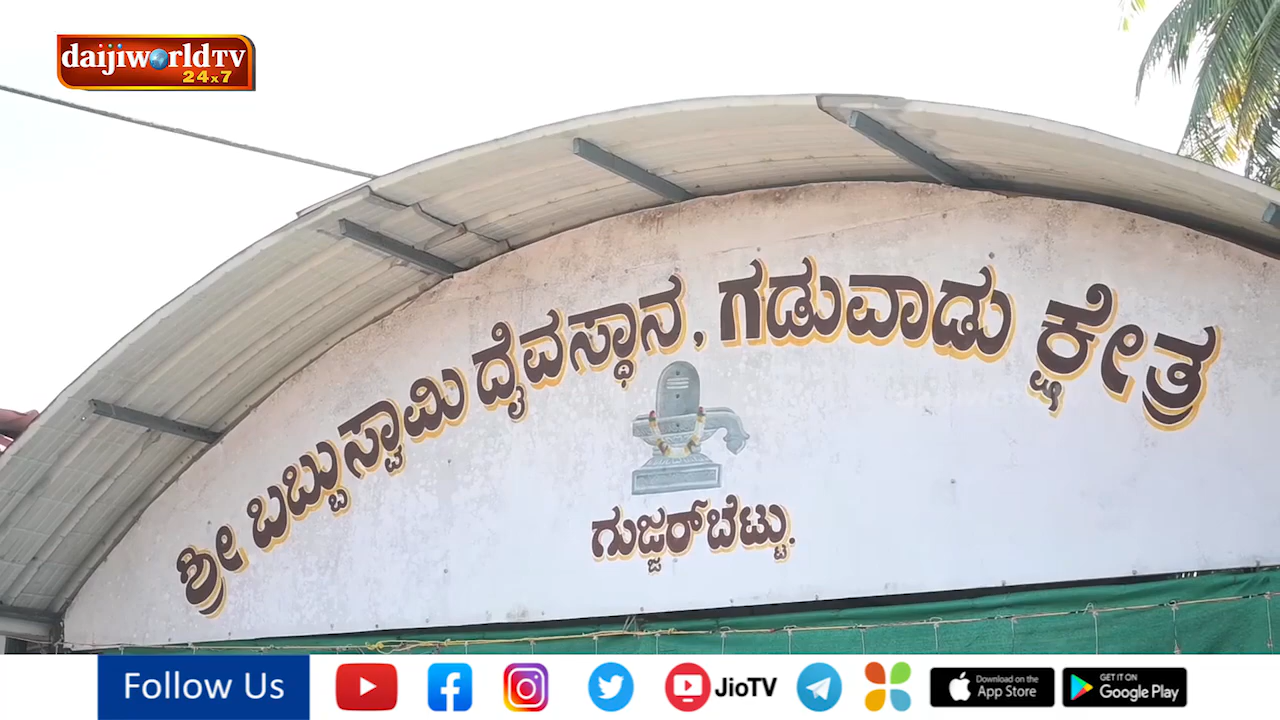 daijiworldTV
24x7
ಶ್ರೀ ಬಬ್ಬುಸ್ವಾಮಿ ದೈವಸ್ಥಾನ, ಗಡುವಾಡು ಕ್ಷೇತ್ರ
ಗುಜ್ಜರ್‌ಬೆಟ್ಟು.
Follow Us
JioTV
Download on the
App Store
GET IT ON
Google Play